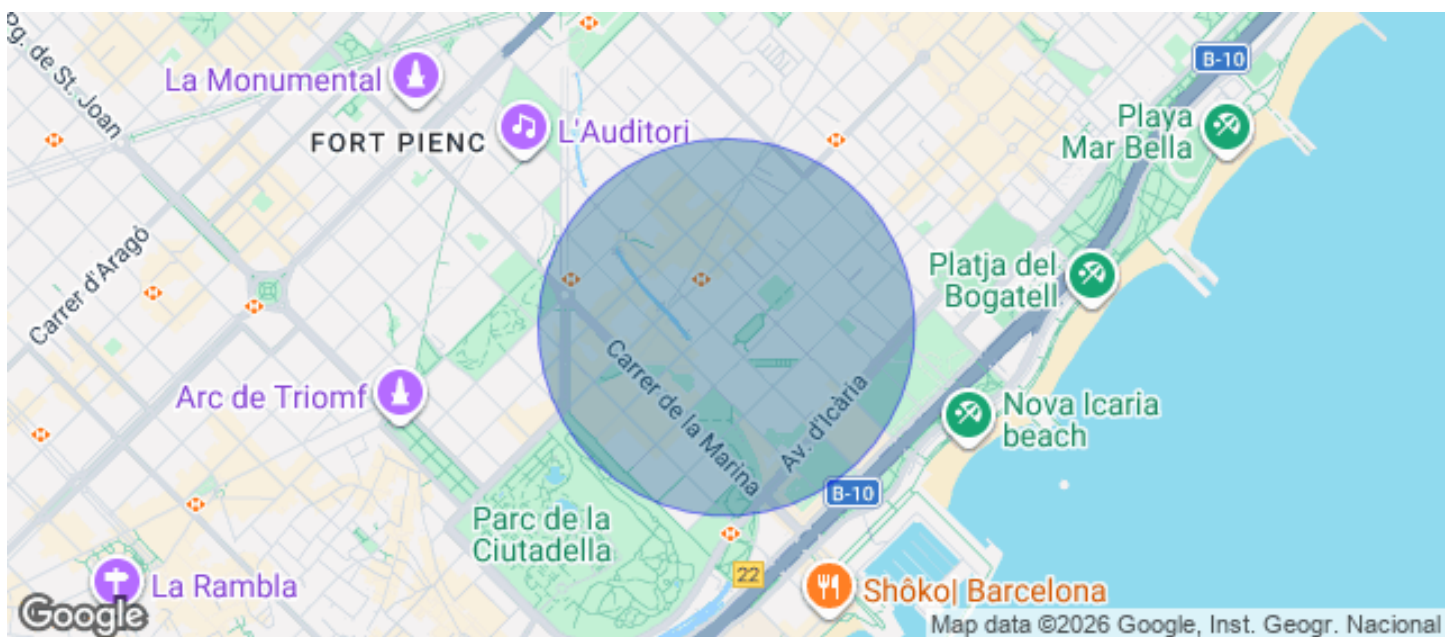 B-10
Pg. de St. Joan
La Monumental
L'Auditori
FORT PIENC
Playa
Mar Bella
Carrer d'Aragó
Platja del
Bogatell
Arc de Triomf
Carrer de la Marina
Av. d'Icària
Nova Icaria
beach
B-10
Parc de la
Ciutadella
22
La Rambla
Shôko| Barcelona
Google
Map data ©2026 Google, Inst. Geogr. Nacional